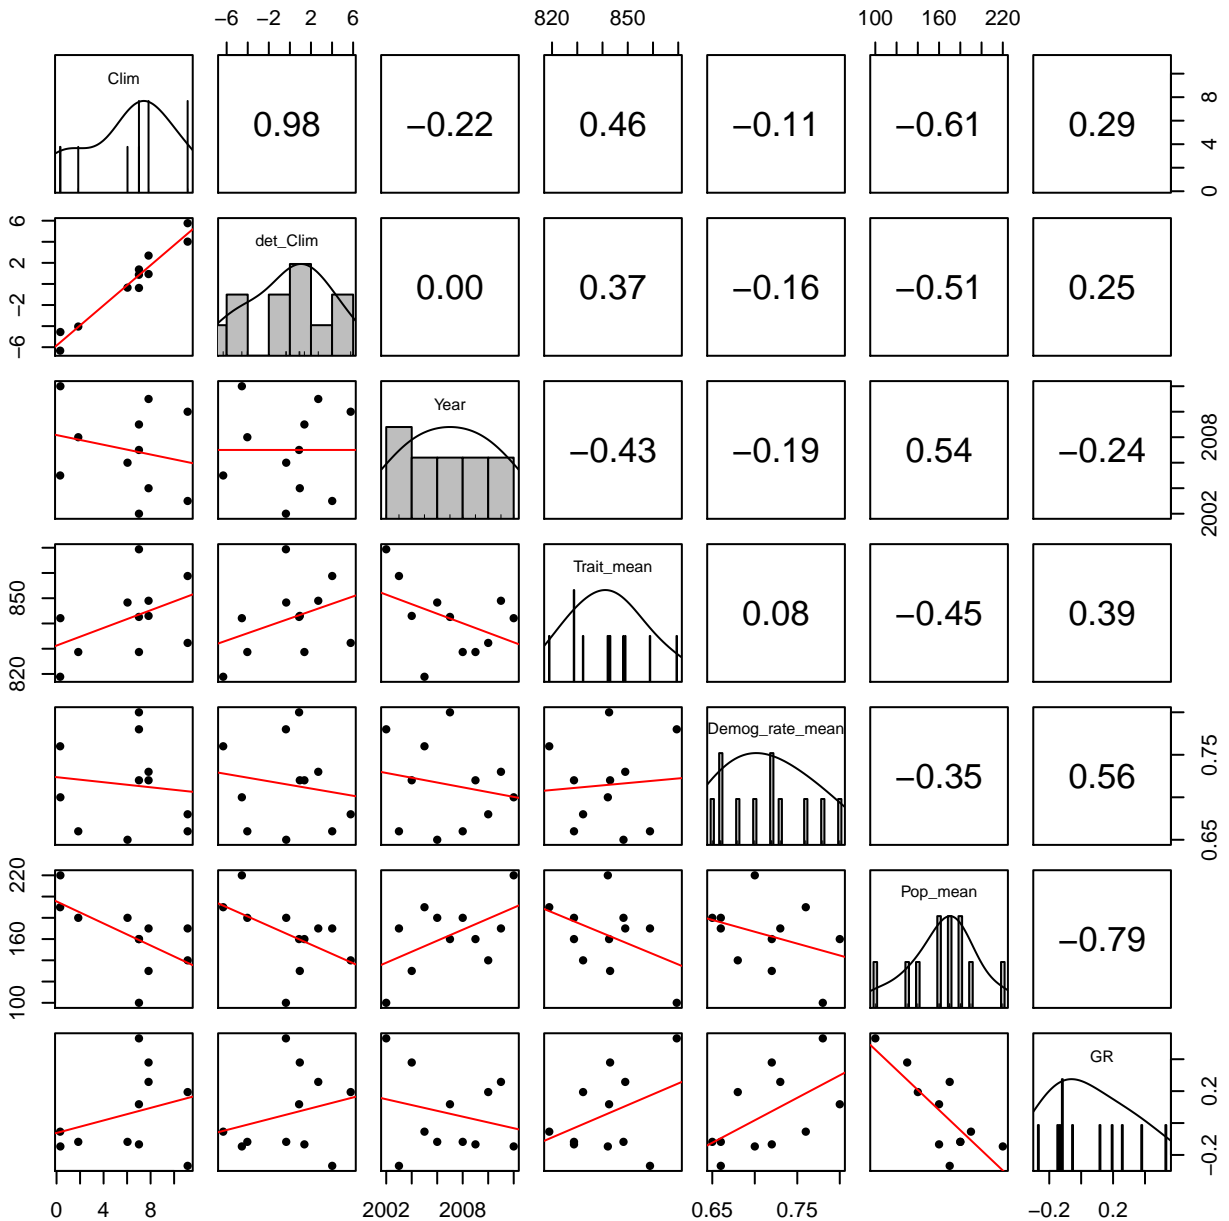 −6 −2 2 6 820 850 100 160 220
Clim 0.98 −0.22 0.46 −0.11 −0.61 0.29 0 4 8
−6 −2 2 6 det_Clim 0.00 0.37 −0.16 −0.51 0.25
Year −0.43 −0.19 0.54 −0.24 2002 2008
820 850 Trait_mean 0.08 −0.45 0.39
Demog_rate_mean −0.35 0.56 0.65 0.75
100 160 220 Pop_mean −0.79
GR −0.2 0.2
0 4 8 2002 2008 0.65 0.75 −0.2 0.2